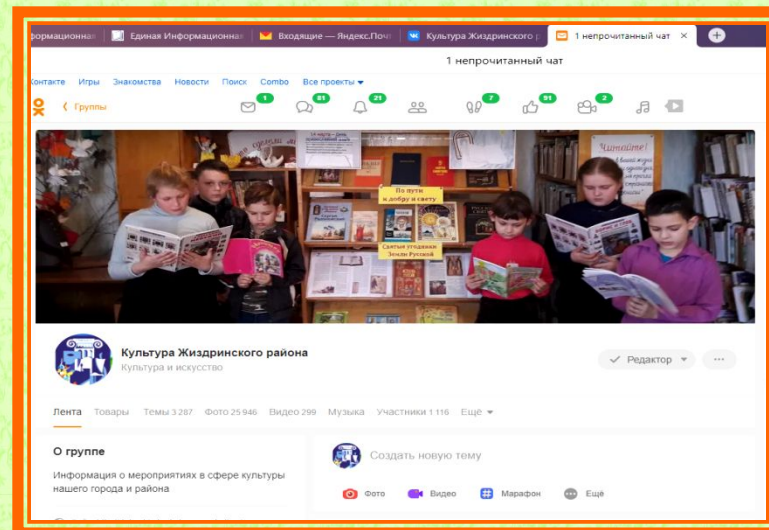 формационная
Единая Информационная
Входящие — Яндекс.Почт
Культура Жиздринского р
1 непрочитанный чат
1 непрочитанный чат
Контакте Игры Знакомства Новости Поиск Combo Все проекты
Группы
1 81 21 7 91 2
Читайте!
По пути
к добру и свету
Святые угодники
Земли Русской
Культура Жиздринского района
Культура и искусство
Редактор
Лента Товары Темы 3 287 Фото 25 946 Видео 299 Музыка Участники 1 116 Ещё
О группе
Информация о мероприятиях в сфере культуры
нашего города и района
Создать новую тему
Фото Видео Марафон Ещё